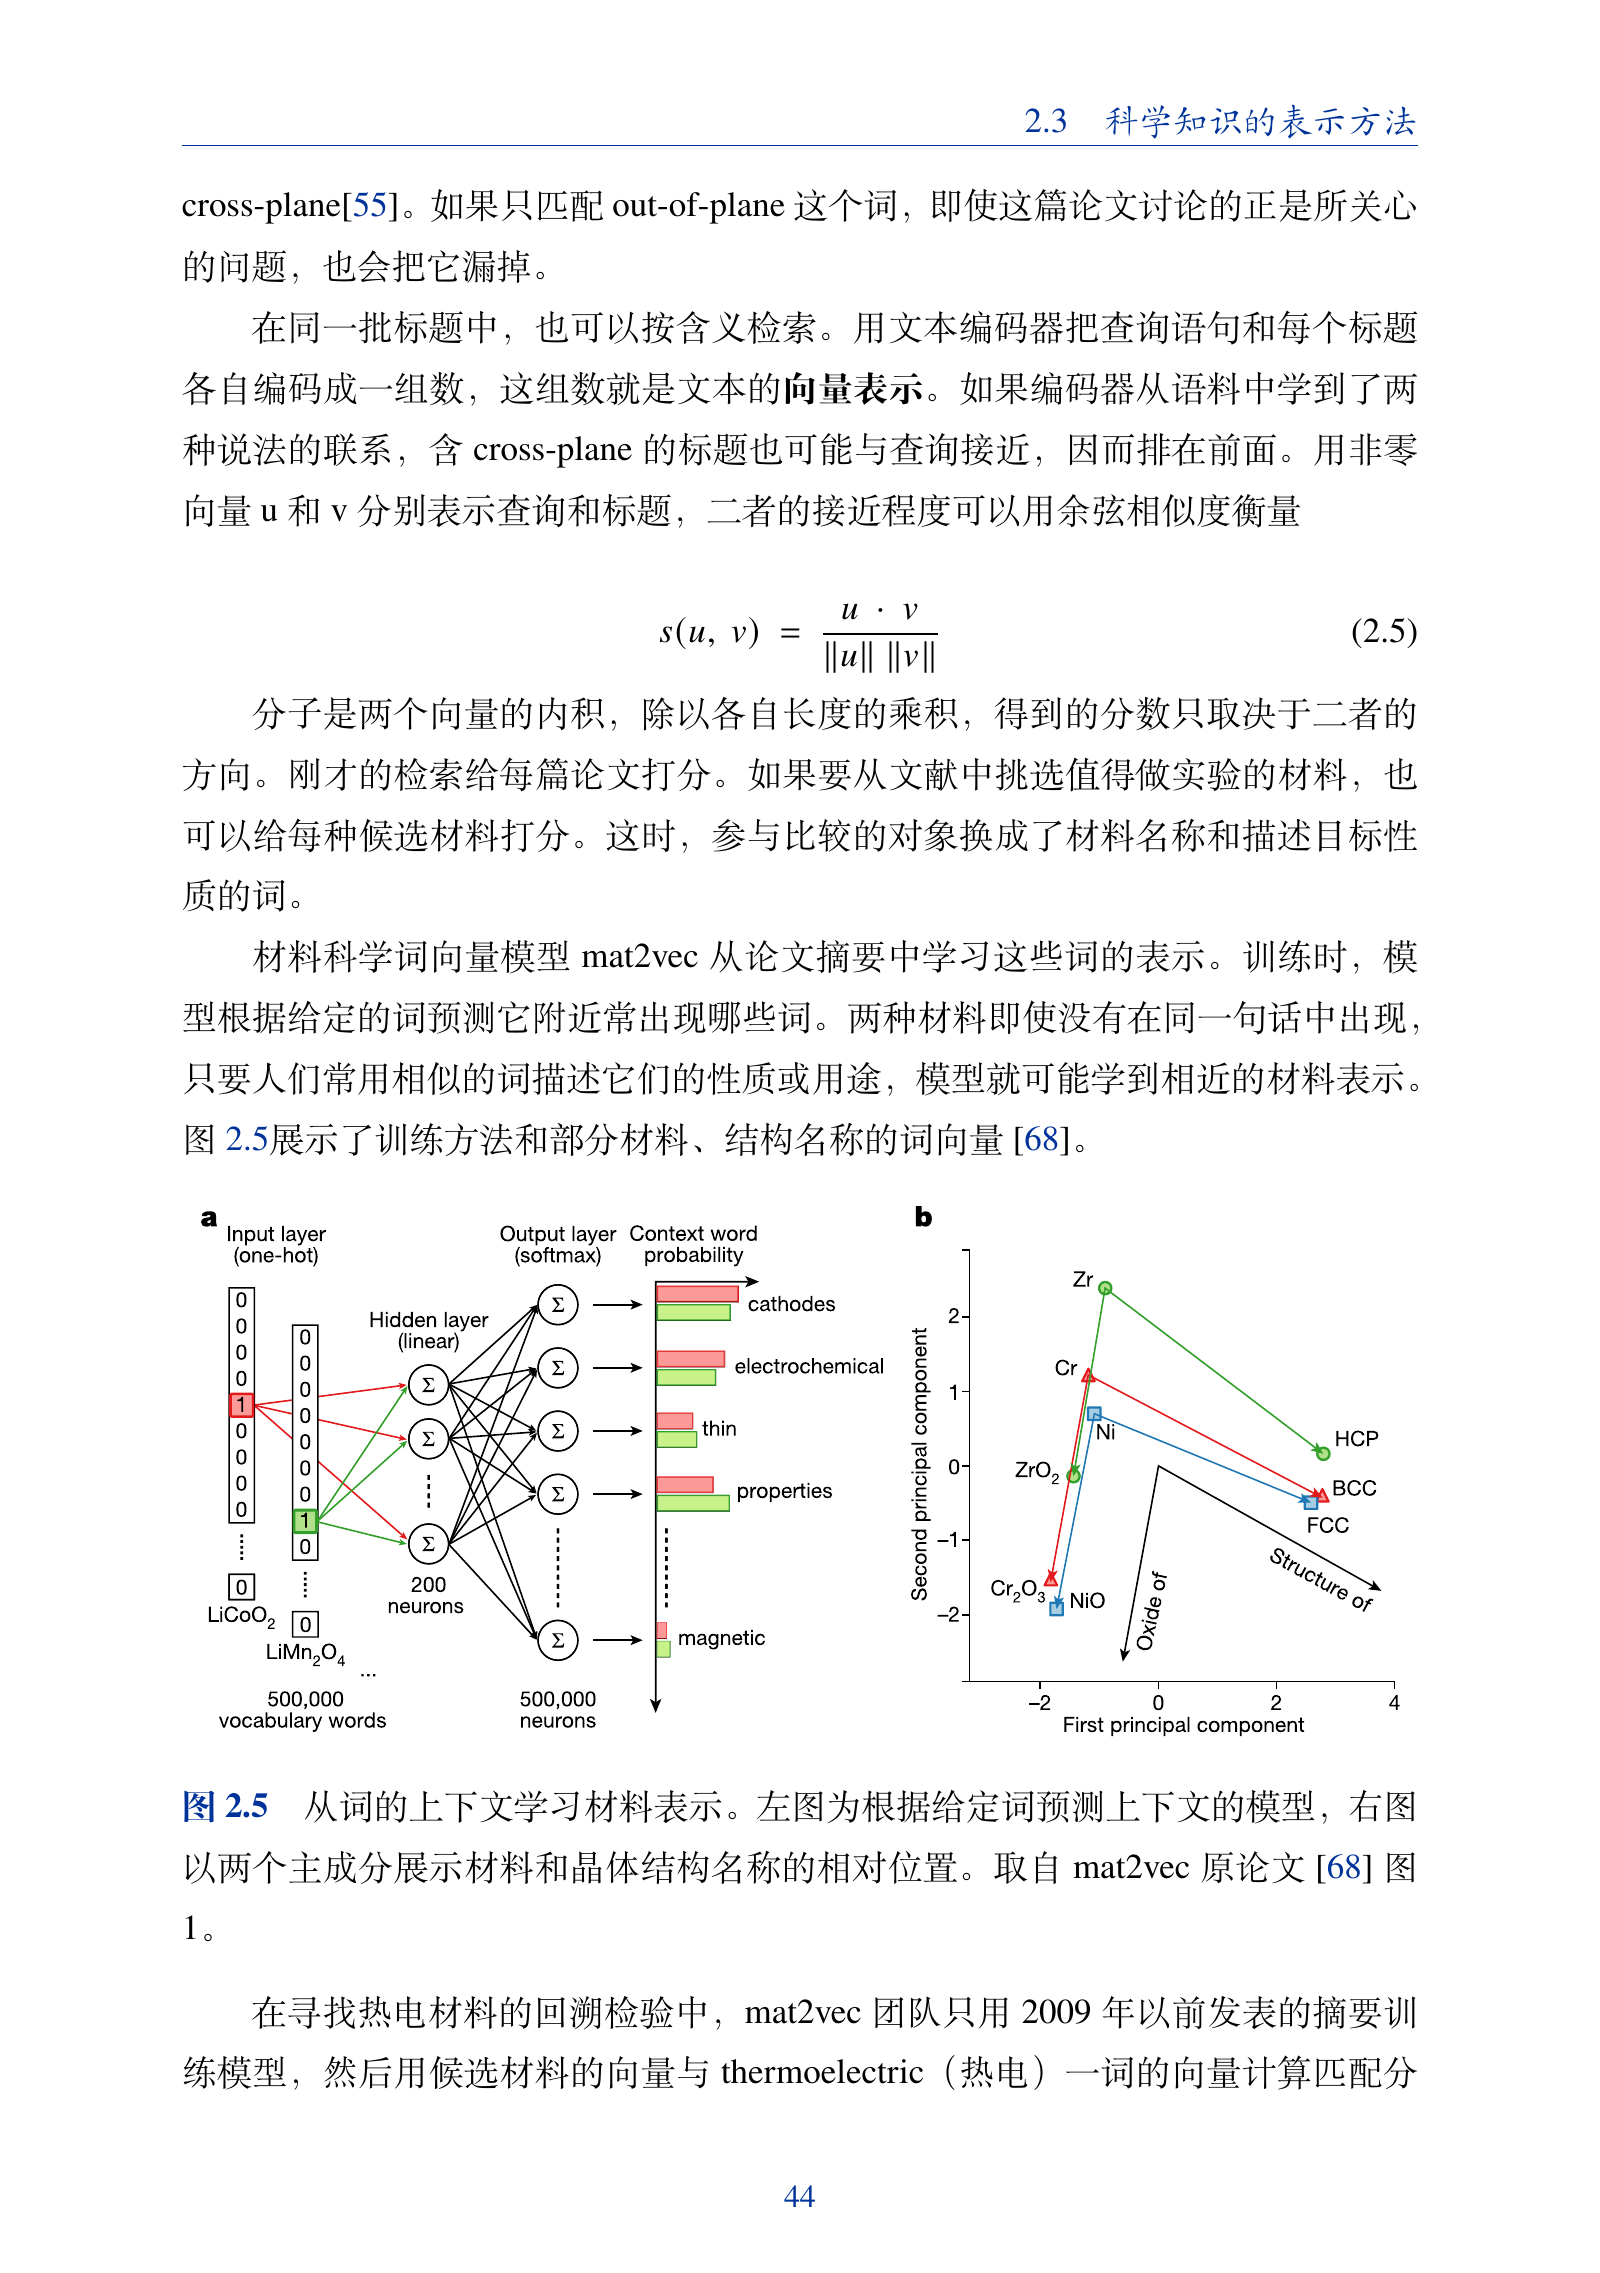 2.3 科学知识的表示方法
cross-plane[55]。如果只匹配 out-of-plane 这个词，即使这篇论文讨论的正是所关心
的问题，也会把它漏掉。
在同一批标题中，也可以按含义检索。用文本编码器把查询语句和每个标题
各自编码成一组数，这组数就是文本的向量表示。如果编码器从语料中学到了两
种说法的联系，含 cross-plane 的标题也可能与查询接近，因而排在前面。用非零
向量 u 和 v 分别表示查询和标题，二者的接近程度可以用余弦相似度衡量
s(u, v) = u · v / ‖u‖ ‖v‖ (2.5)
分子是两个向量的内积，除以各自长度的乘积，得到的分数只取决于二者的
方向。刚才的检索给每篇论文打分。如果要从文献中挑选值得做实验的材料，也
可以给每种候选材料打分。这时，参与比较的对象换成了材料名称和描述目标性
质的词。
材料科学词向量模型 mat2vec 从论文摘要中学习这些词的表示。训练时，模
型根据给定的词预测它附近常出现哪些词。两种材料即使没有在同一句话中出现，
只要人们常用相似的词描述它们的性质或用途，模型就可能学到相近的材料表示。
图 2.5展示了训练方法和部分材料、结构名称的词向量 [68]。
a
Input layer
(one-hot)
0
0
0
0
1
0
0
0
0
0
LiCoO₂
0
0
0
0
0
0
0
1
0
0
LiMn₂O₄
...
500,000
vocabulary words
Hidden layer
(linear)
Σ
Σ
Σ
200
neurons
Output layer
(softmax)
Σ
Σ
Σ
Σ
Σ
500,000
neurons
Context word
probability
cathodes
electrochemical
thin
properties
magnetic
b
Second principal component
2
1
0
−1
−2
Zr
Cr
Ni
ZrO₂
Cr₂O₃
NiO
HCP
BCC
FCC
Structure of
Oxide of
−2
0
2
4
First principal component
图 2.5 从词的上下文学习材料表示。左图为根据给定词预测上下文的模型，右图
以两个主成分展示材料和晶体结构名称的相对位置。取自 mat2vec 原论文 [68] 图
1。
在寻找热电材料的回溯检验中，mat2vec 团队只用 2009 年以前发表的摘要训
练模型，然后用候选材料的向量与 thermoelectric（热电）一词的向量计算匹配分
44